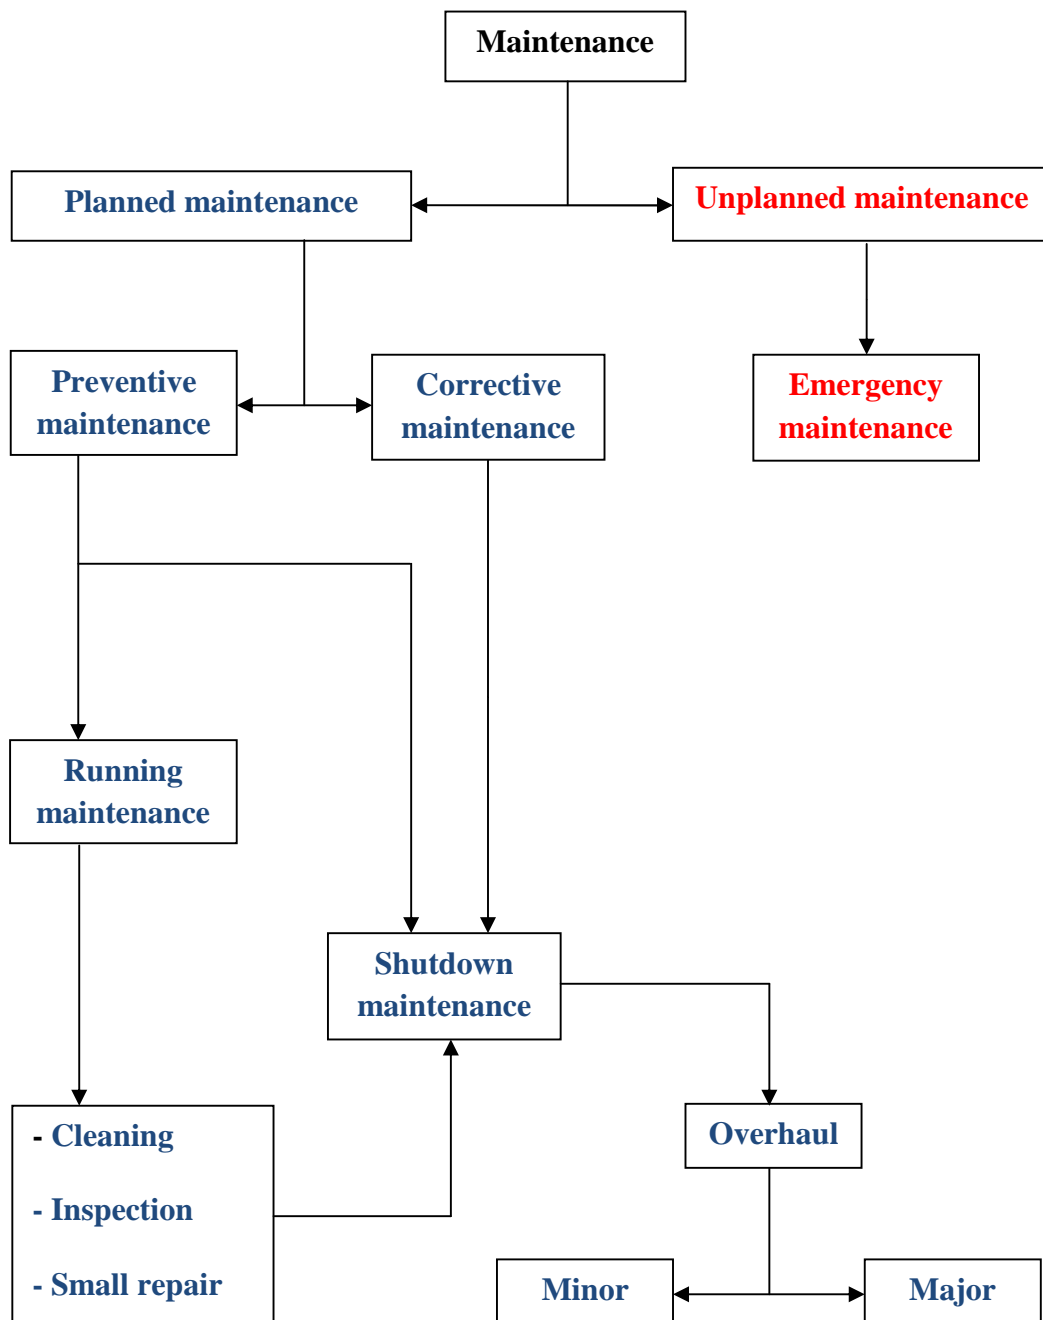 Maintenance
Planned maintenance
Unplanned maintenance
Preventive
maintenance
Corrective
maintenance
Emergency
maintenance
Running
maintenance
Shutdown
maintenance
- Cleaning
- Inspection
- Small repair
Overhaul
Minor
Major